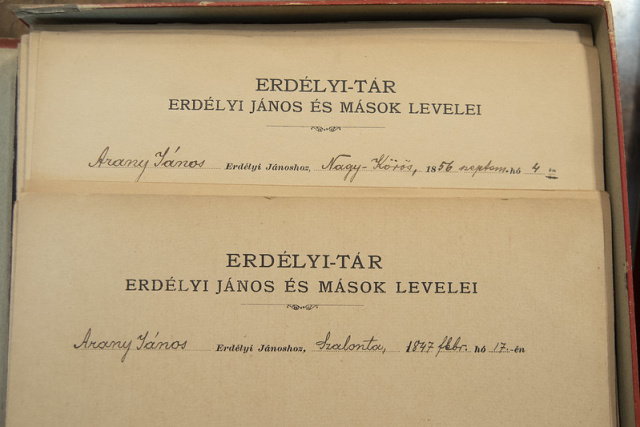 ERDÉLYI-TÁR
ERDÉLYI JÁNOS ÉS MÁSOK LEVELEI
Arany János Erdélyi Jánoshoz, Nagy-Kőrös, 1856 szeptem. hó 4 én
ERDÉLYI-TÁR
ERDÉLYI JÁNOS ÉS MÁSOK LEVELEI
Arany János Erdélyi Jánoshoz, Szalonta, 1847 febr. hó 17-én